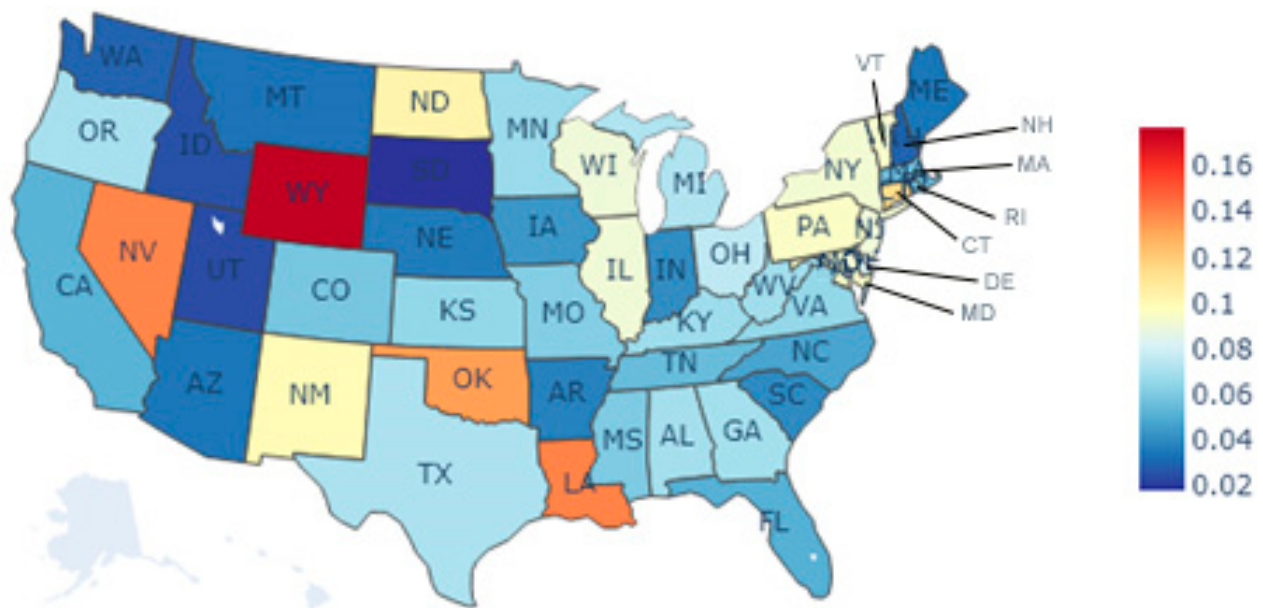 WA
MT
ND
MN
OR
ID
WY
SD
WI
MI
NY
ME
VT
NH
MA
RI
CT
DE
MD
NV
UT
NE
IA
IL
IN
OH
PA
NJ
CA
CO
KS
MO
KY
WV
VA
AZ
NM
OK
AR
TN
NC
SC
TX
LA
MS
AL
GA
FL
0.16
0.14
0.12
0.1
0.08
0.06
0.04
0.02